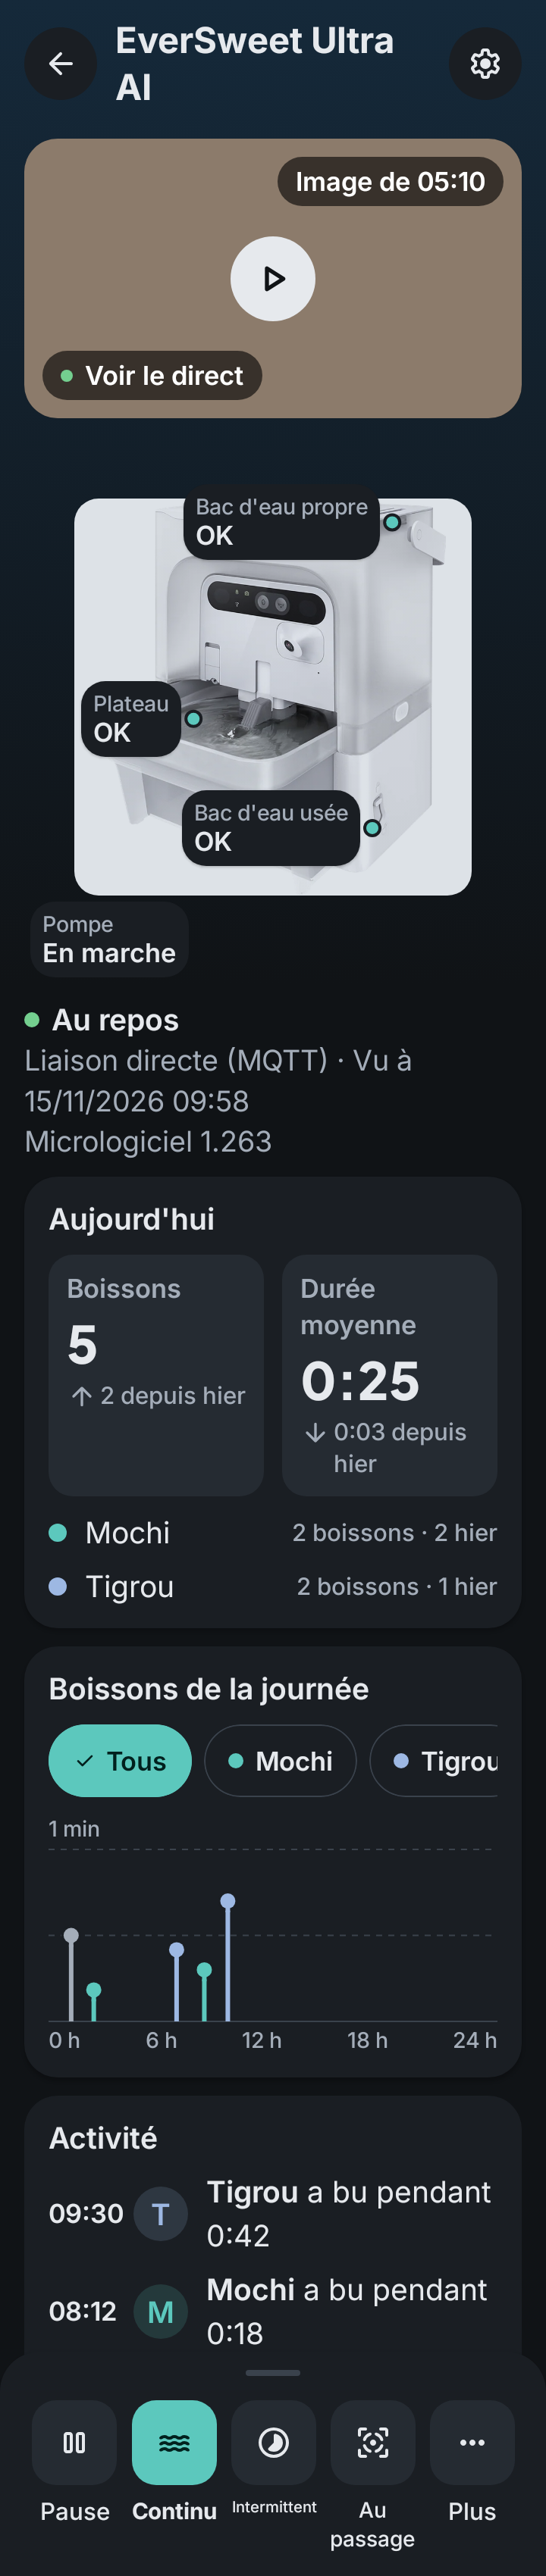 EverSweet Ultra
AI
Image de 05:10
Voir le direct
Bac d'eau propre
OK
Plateau
OK
Bac d'eau usée
OK
Pompe
En marche
Au repos
Liaison directe (MQTT) · Vu à
15/11/2026 09:58
Micrologiciel 1.263
Aujourd'hui
Boissons
5
↑ 2 depuis hier
Durée
moyenne
0:25
↓ 0:03 depuis
hier
Mochi 2 boissons · 2 hier
Tigrou 2 boissons · 1 hier
Boissons de la journée
Tous Mochi Tigrou
1 min
0 h 6 h 12 h 18 h 24 h
Activité
09:30 T Tigrou a bu pendant
0:42
08:12 M Mochi a bu pendant
0:18
Pause Continu Intermittent Au
passage Plus